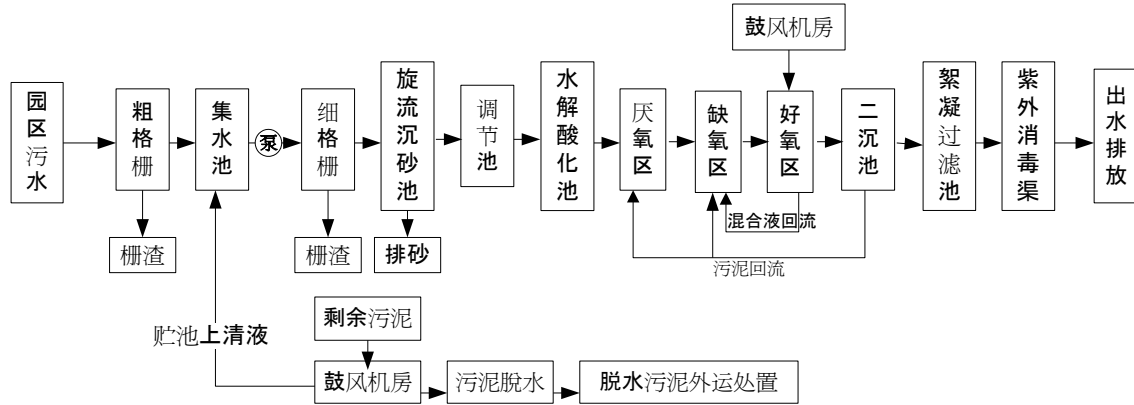 鼓风机房
园区污水
粗格栅
集水池
泵
细格栅
旋流沉砂池
调节池
水解酸化池
厌氧区
缺氧区
好氧区
二沉池
絮凝过滤池
紫外消毒渠
出水排放
混合液回流
栅渣
栅渣
排砂
污泥回流
剩余污泥
贮池上清液
鼓风机房
污泥脱水
脱水污泥外运处置